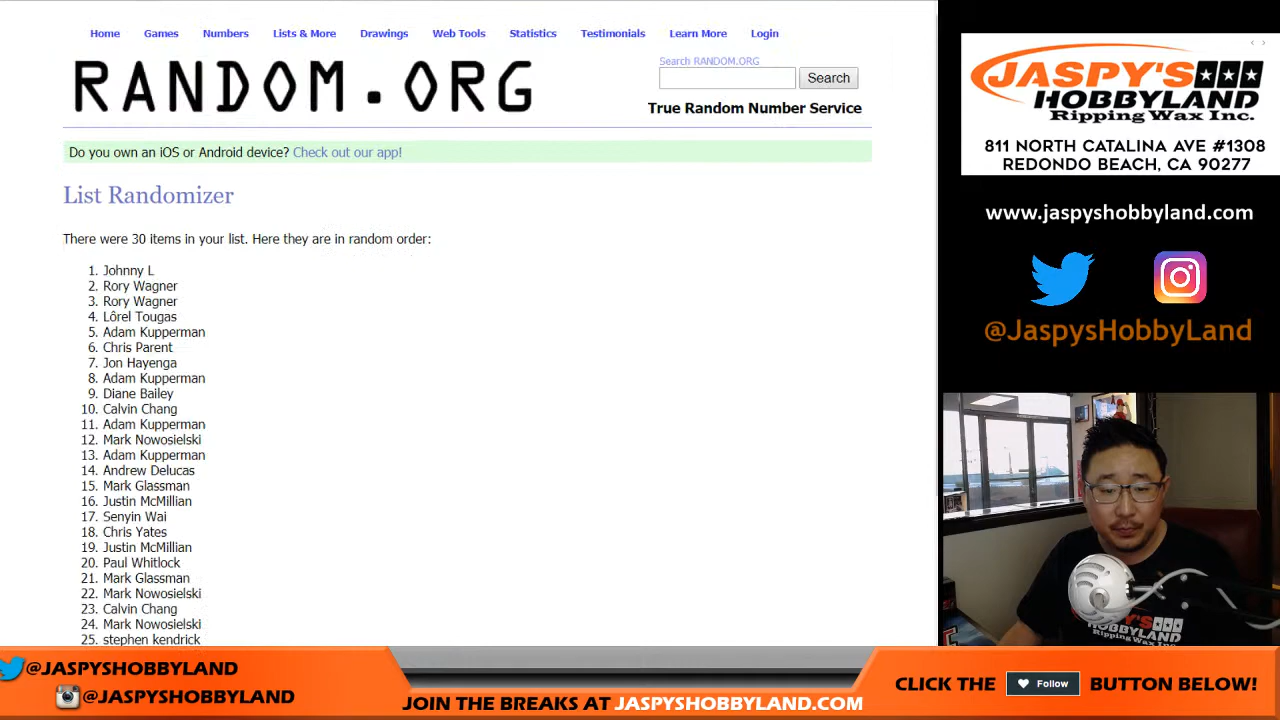 Home Games Numbers Lists & More Drawings Web Tools Statistics Testimonials Learn More Login
RANDOM.ORG
Search RANDOM.ORG
Search
True Random Number Service
Do you own an iOS or Android device? Check out our app!
List Randomizer
There were 30 items in your list. Here they are in random order:
1. Johnny L
2. Rory Wagner
3. Rory Wagner
4. Lôrel Tougas
5. Adam Kupperman
6. Chris Parent
7. Jon Hayenga
8. Adam Kupperman
9. Diane Bailey
10. Calvin Chang
11. Adam Kupperman
12. Mark Nowosielski
13. Adam Kupperman
14. Andrew Delucas
15. Mark Glassman
16. Justin McMillian
17. Senyin Wai
18. Chris Yates
19. Justin McMillian
20. Paul Whitlock
21. Mark Glassman
22. Mark Nowosielski
23. Calvin Chang
24. Mark Nowosielski
25. stephen kendrick
JASPY'S
HOBBYLAND
Ripping Wax Inc.
811 NORTH CATALINA AVE #1308
REDONDO BEACH, CA 90277
www.jaspyshobbyland.com
@JaspysHobbyLand
JASPY'S
HOBBYLAND
Ripping Wax Inc.
@JASPYSHOBBYLAND
@JASPYSHOBBYLAND
JOIN THE BREAKS AT JASPYSHOBBYLAND.COM
CLICK THE Follow BUTTON BELOW!